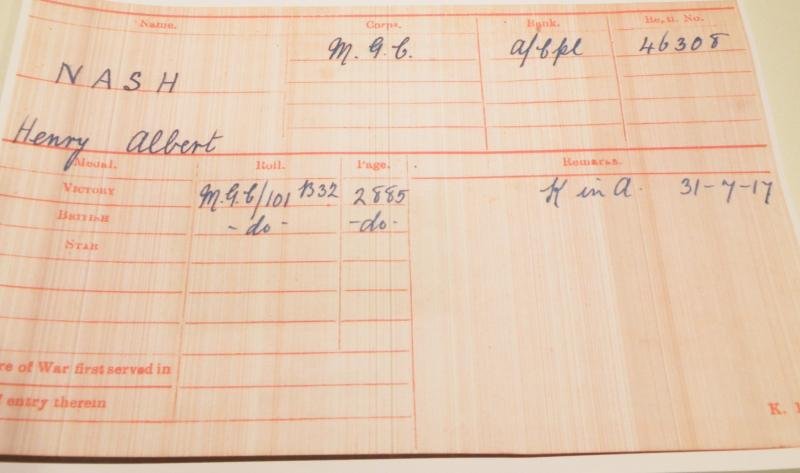 Name. Corps. Rank. Regtl. No.
NASH M.G.C. A/Cpl 46308
Henry Albert
Medal. Roll. Page. Remarks.
VICTORY M.G.C/101 B32 2885 K in A. 31-7-17
BRITISH -do- -do-
STAR
re of War first served in
entry therein
K.